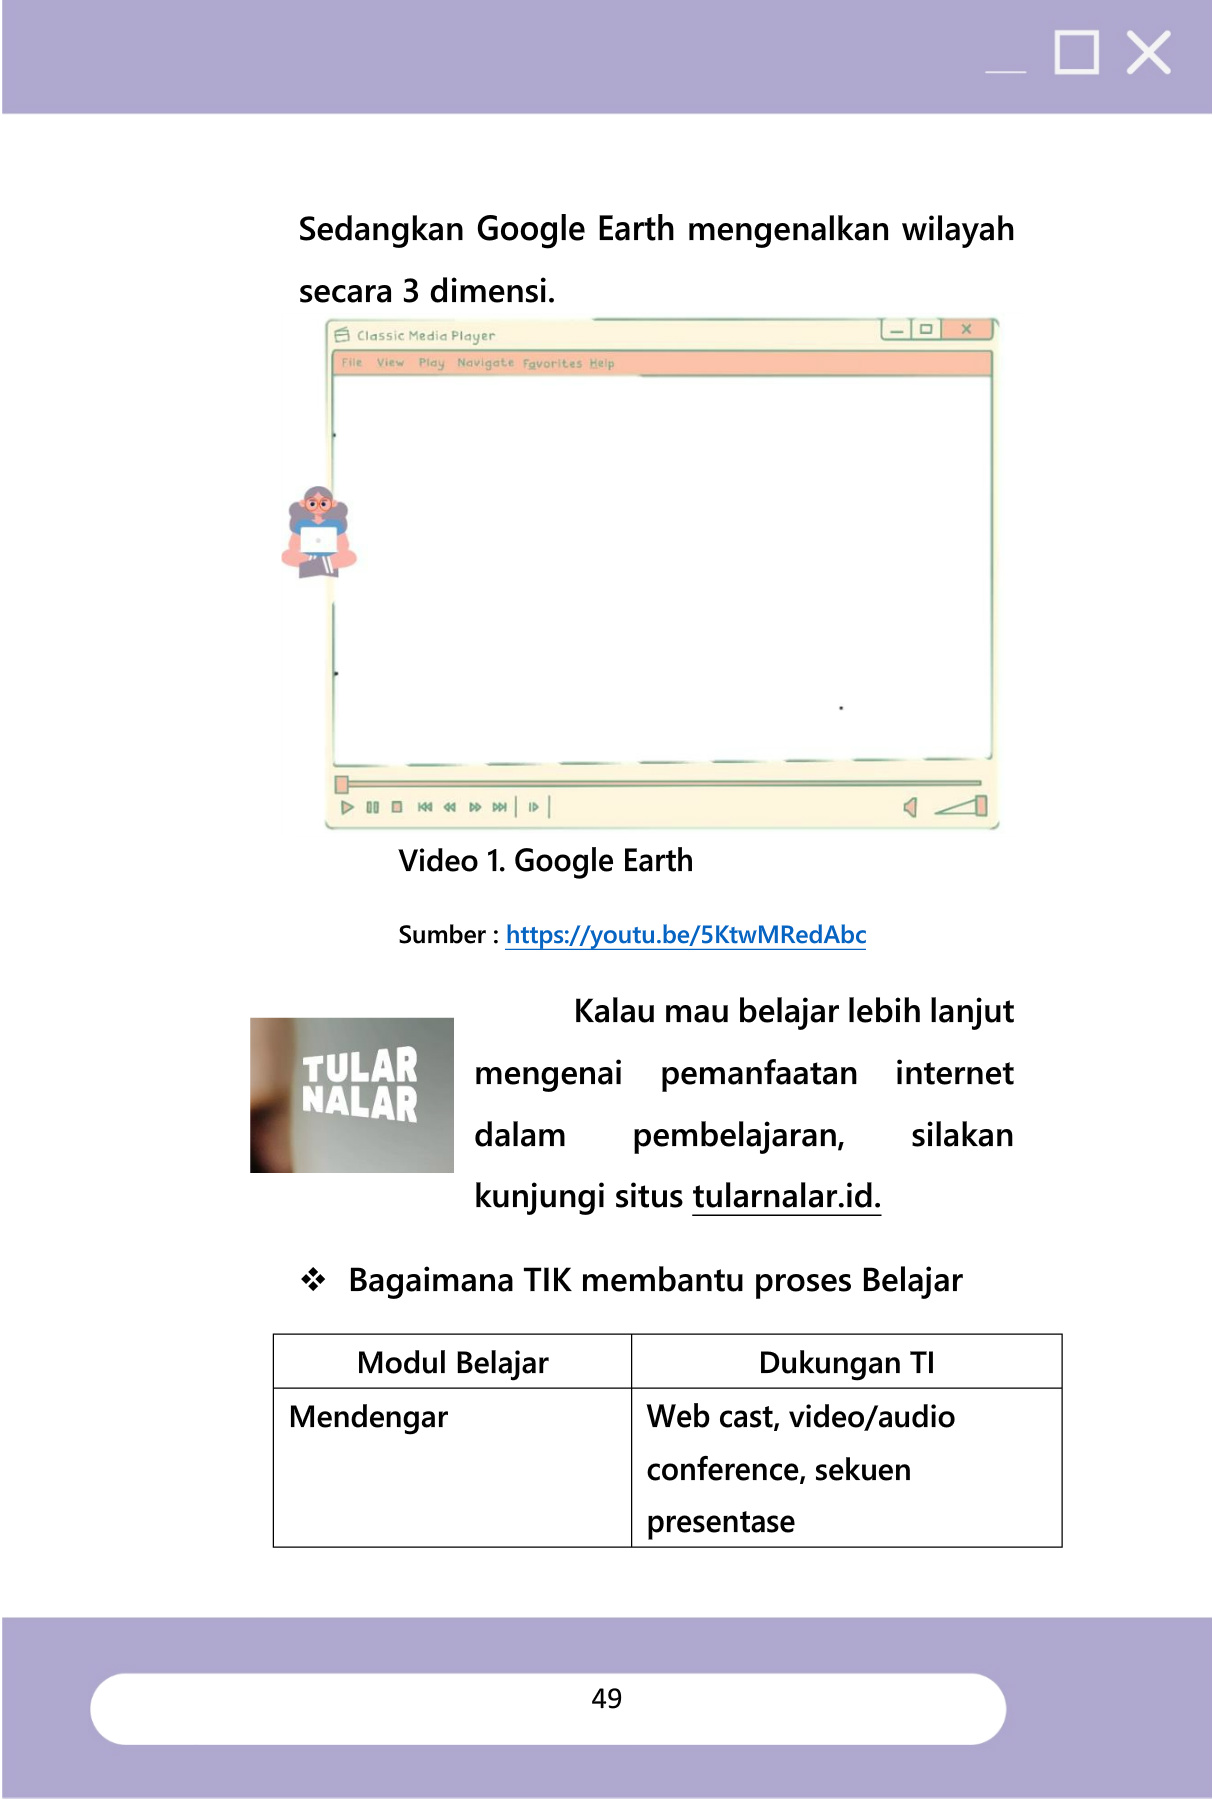 Sedangkan Google Earth mengenalkan wilayah
secara 3 dimensi.
Classic Media Player
File View Play Navigate Favorites Help
Video 1. Google Earth
Sumber : https://youtu.be/5KtwMRedAbc
TULAR
NALAR
Kalau mau belajar lebih lanjut
mengenai pemanfaatan internet
dalam pembelajaran, silakan
kunjungi situs tularnalar.id.
❖ Bagaimana TIK membantu proses Belajar
Modul Belajar Dukungan TI
Mendengar Web cast, video/audio
conference, sekuen
presentase
49